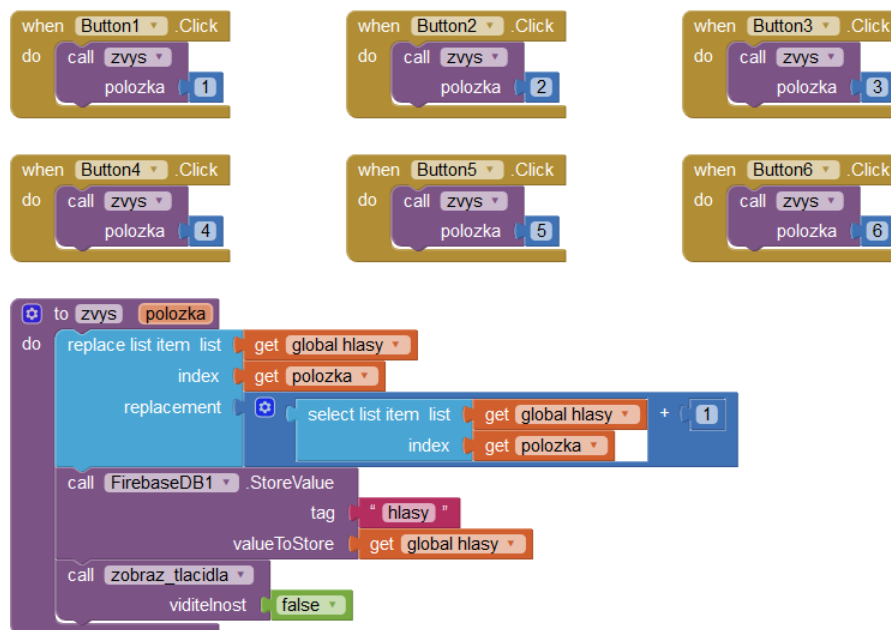 when Button1 .Click
do call zvys
polozka 1
when Button2 .Click
do call zvys
polozka 2
when Button3 .Click
do call zvys
polozka 3
when Button4 .Click
do call zvys
polozka 4
when Button5 .Click
do call zvys
polozka 5
when Button6 .Click
do call zvys
polozka 6
to zvys polozka
do replace list item list get global hlasy
index get polozka
replacement select list item list get global hlasy + 1
index get polozka
call FirebaseDB1 .StoreValue
tag " hlasy "
valueToStore get global hlasy
call zobraz_tlacidla
viditelnost false